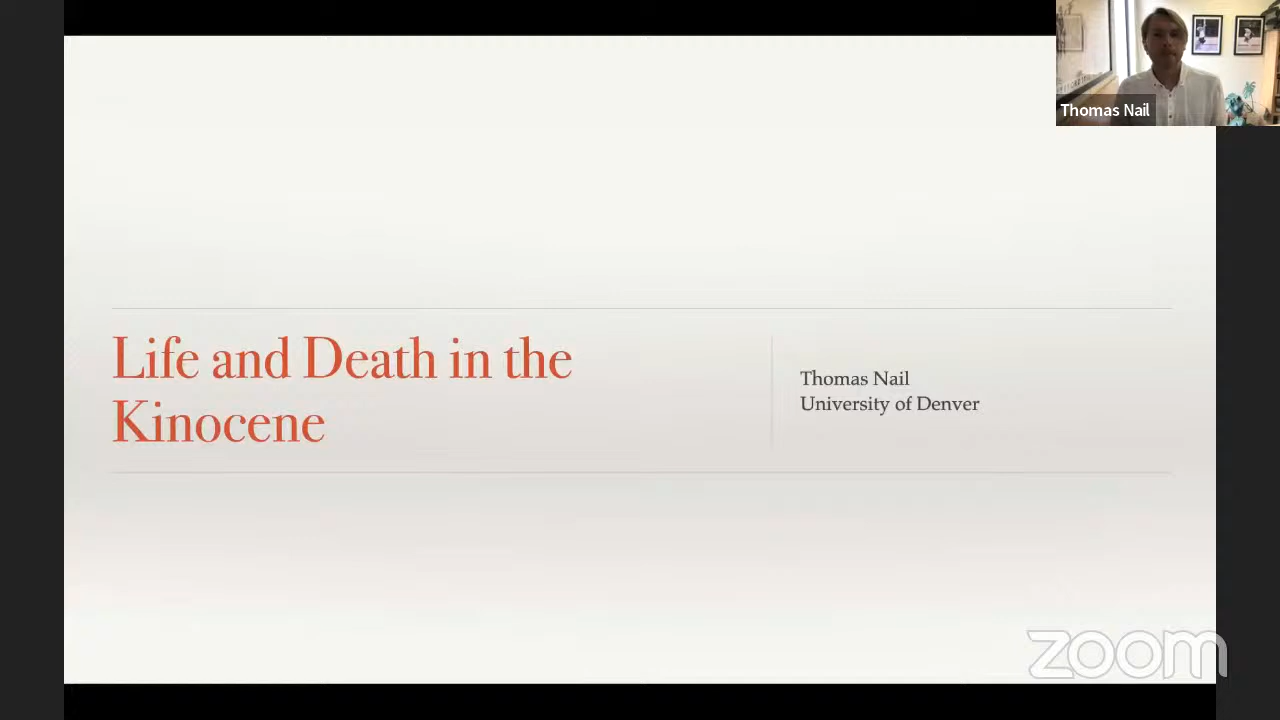 Thomas Nail
Life and Death in the
Kinocene
Thomas Nail
University of Denver
zoom